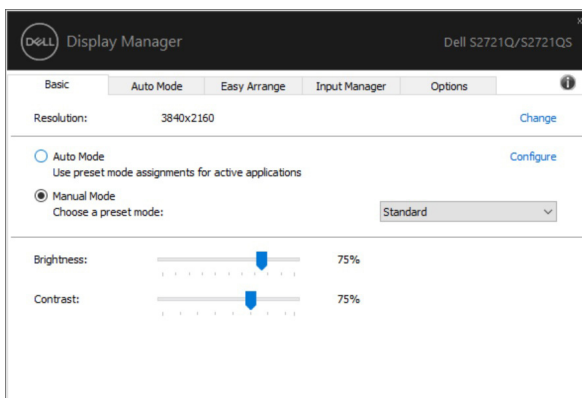 DELL Display Manager Dell S2721Q/S2721QS
Basic Auto Mode Easy Arrange Input Manager Options
Resolution: 3840x2160 Change
Auto Mode Configure
Use preset mode assignments for active applications
Manual Mode
Choose a preset mode: Standard
Brightness: 75%
Contrast: 75%